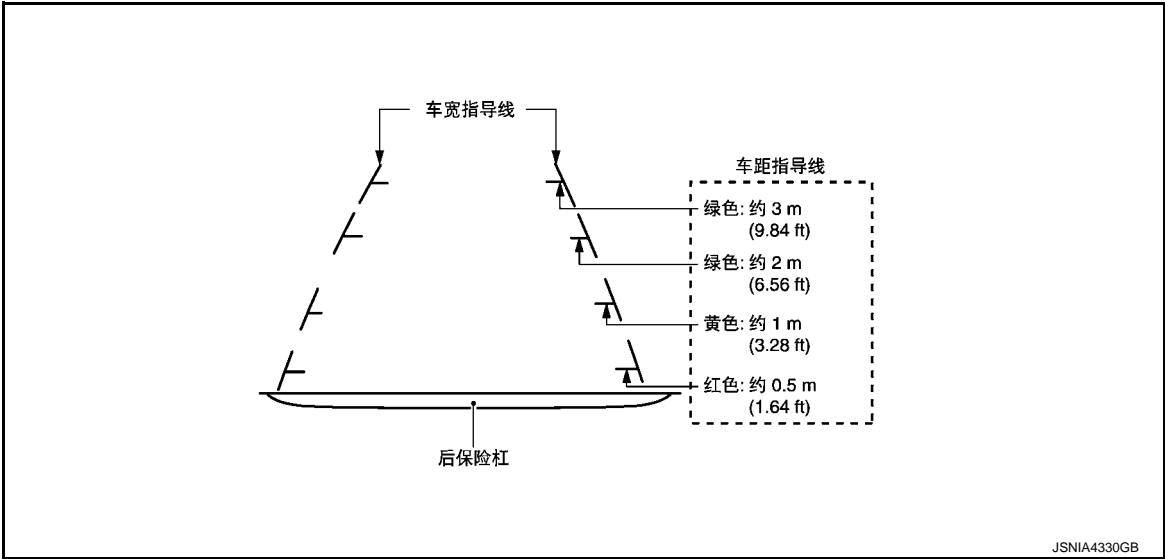 车宽指导线
车距指导线
绿色: 约 3 m
(9.84 ft)
绿色: 约 2 m
(6.56 ft)
黄色: 约 1 m
(3.28 ft)
红色: 约 0.5 m
(1.64 ft)
后保险杠
JSNIA4330GB